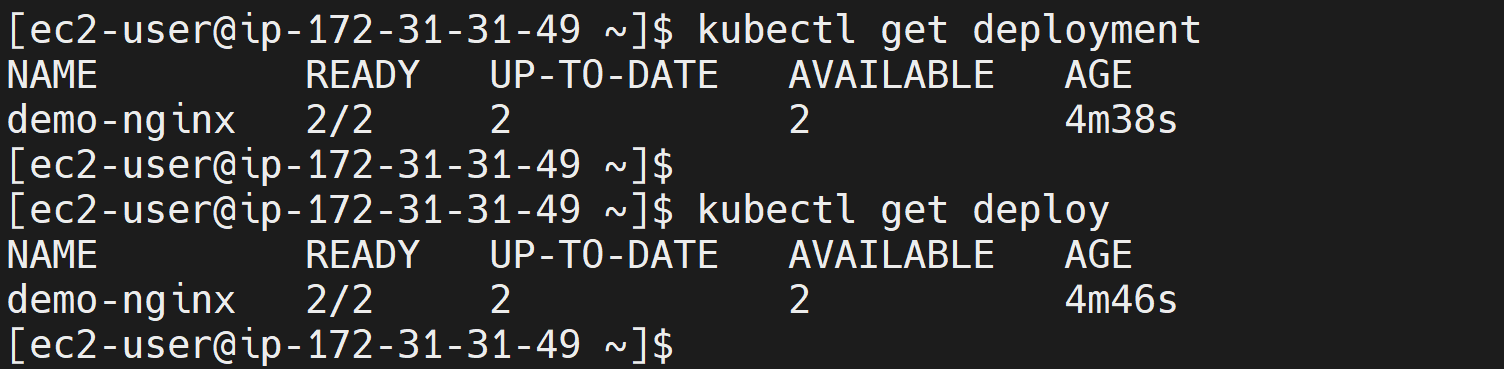 [ec2-user@ip-172-31-31-49 ~]$ kubectl get deployment
NAME         READY   UP-TO-DATE   AVAILABLE   AGE
demo-nginx   2/2     2            2           4m38s
[ec2-user@ip-172-31-31-49 ~]$
[ec2-user@ip-172-31-31-49 ~]$ kubectl get deploy
NAME         READY   UP-TO-DATE   AVAILABLE   AGE
demo-nginx   2/2     2            2           4m46s
[ec2-user@ip-172-31-31-49 ~]$